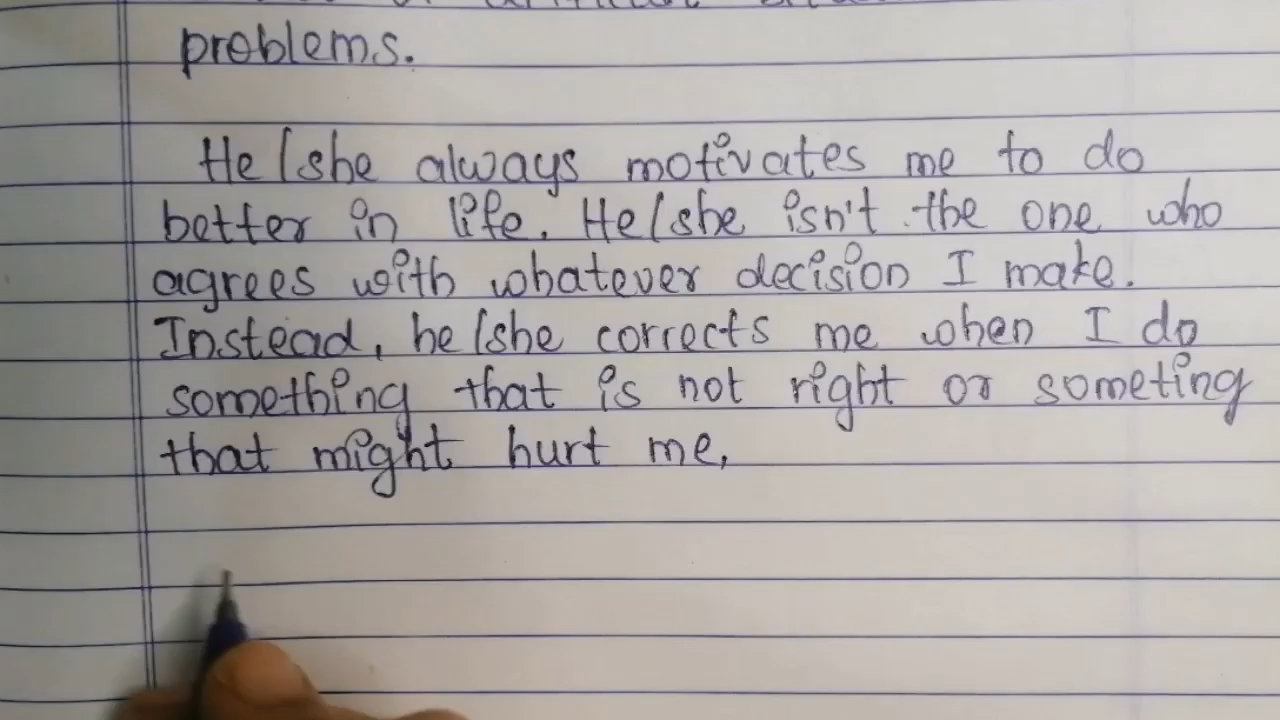 problems.
He/she always motivates me to do
better in life. He/she isn't the one who
agrees with whatever decision I make.
Instead, he/she corrects me when I do
something that is not right or someting
that might hurt me,